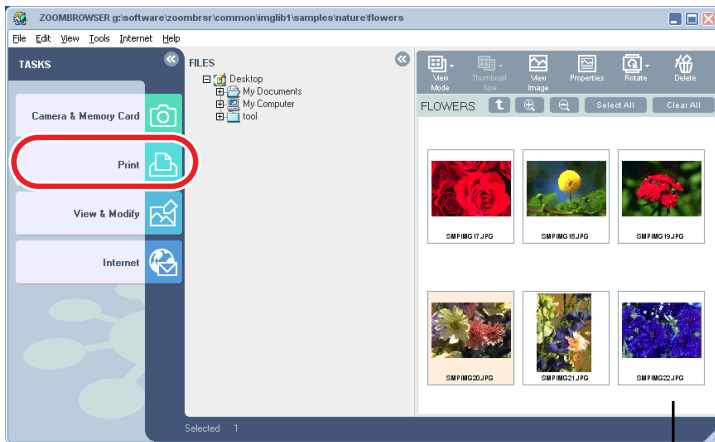 ZOOMBROWSER g:\software\zoombrsr\common\imglib1\samples\nature\flowers
File Edit View Tools Internet Help
TASKS
Camera & Memory Card
Print
View & Modify
Internet
FILES
Desktop
My Documents
My Computer
tool
View Mode
Thumbnail Size
View Image
Properties
Rotate
Delete
FLOWERS Select All Clear All
SMPIMG17.JPG SMPIMG18.JPG SMPIMG19.JPG
SMPIMG20.JPG SMPIMG21.JPG SMPIMG22.JPG
Selected 1